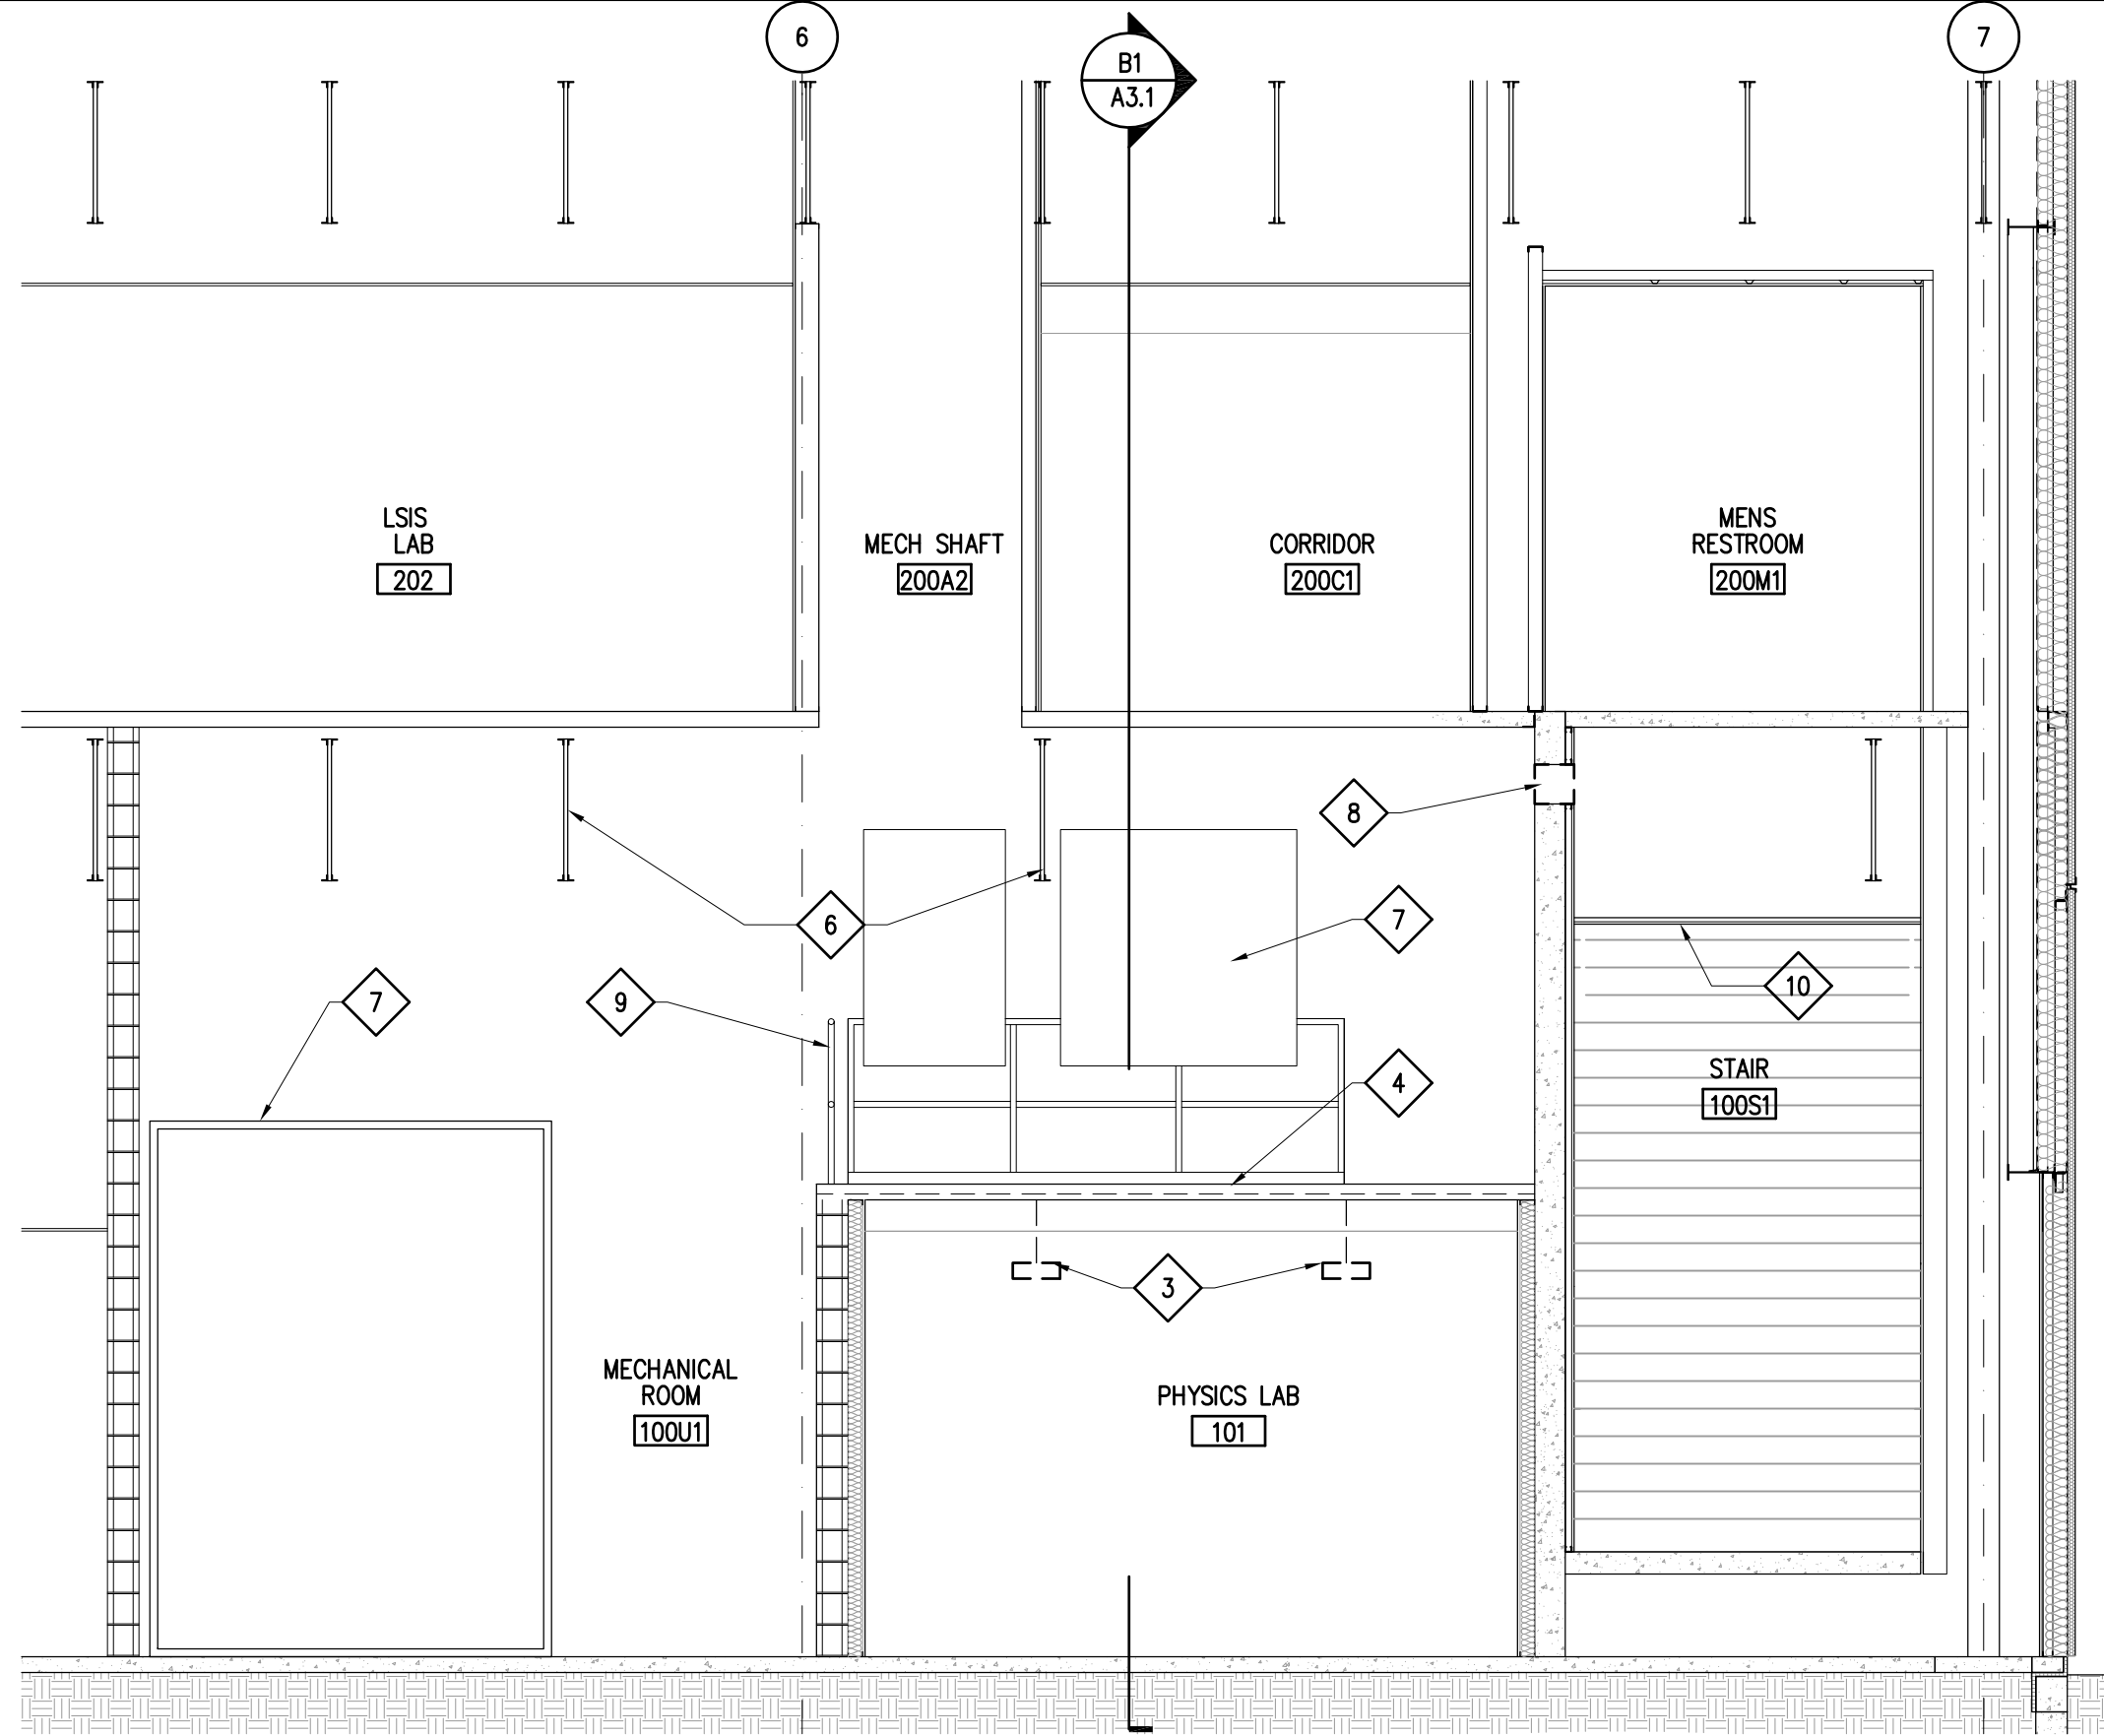 6
B1
A3.1
7
LSIS
LAB
202
MECH SHAFT
200A2
CORRIDOR
200C1
MENS
RESTROOM
200M1
8
6
7
10
7
9
4
STAIR
100S1
3
MECHANICAL
ROOM
100U1
PHYSICS LAB
101